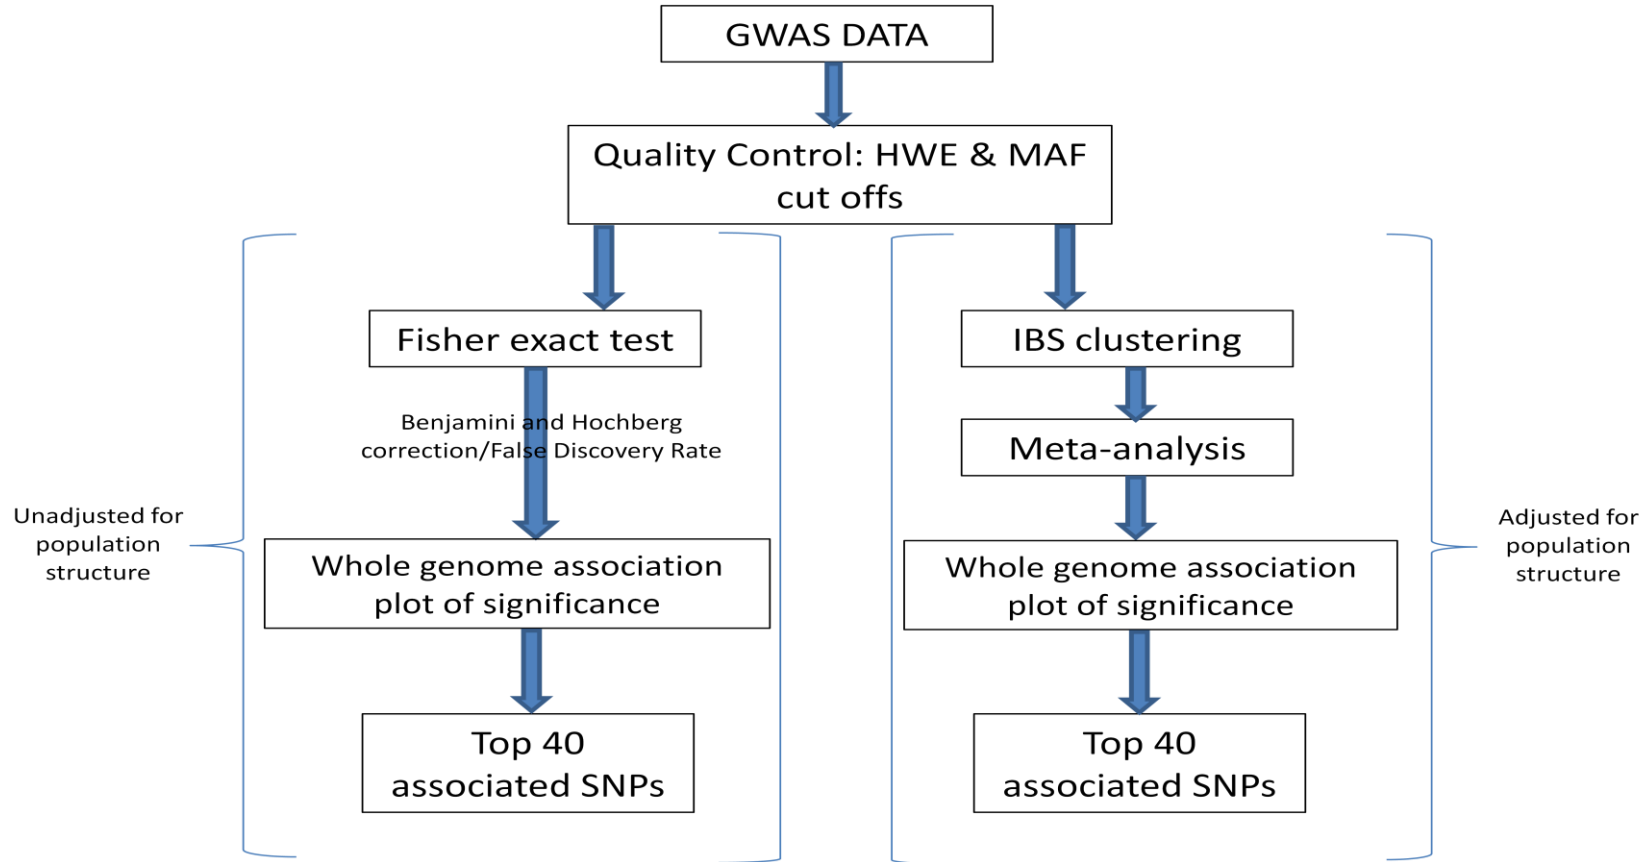 GWAS DATA
Quality Control: HWE & MAF
cut offs
Fisher exact test
Benjamini and Hochberg
correction/False Discovery Rate
Unadjusted for
population
structure
Whole genome association
plot of significance
Top 40
associated SNPs
IBS clustering
Meta-analysis
Whole genome association
plot of significance
Adjusted for
population
structure
Top 40
associated SNPs